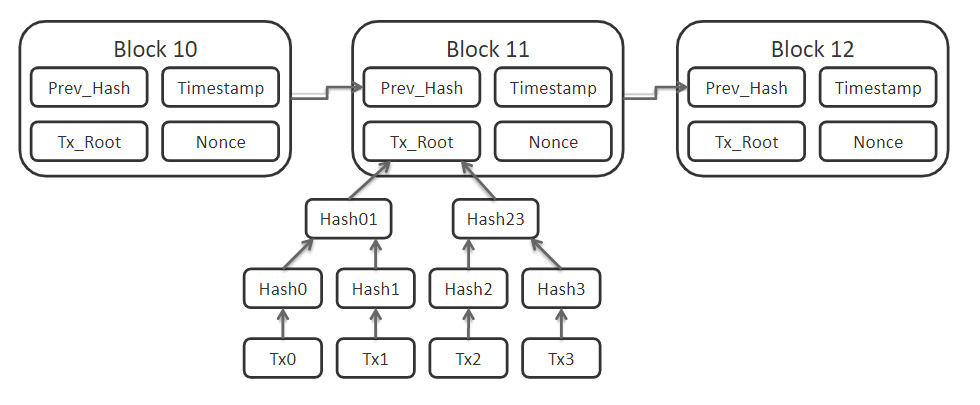 Block 10
Block 11
Block 12
Prev_Hash
Timestamp
Prev_Hash
Timestamp
Prev_Hash
Timestamp
Tx_Root
Nonce
Tx_Root
Nonce
Tx_Root
Nonce
Hash01
Hash23
Hash0
Hash1
Hash2
Hash3
Tx0
Tx1
Tx2
Tx3